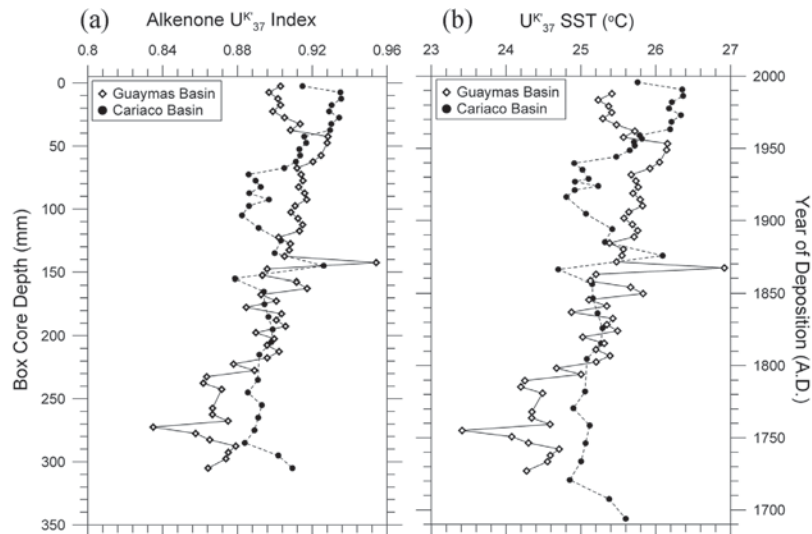 (a) Alkenone U^K'_37 Index
0.8 0.84 0.88 0.92 0.96
0
50
100
150
200
250
300
350
Box Core Depth (mm)
Guaymas Basin
Cariaco Basin
(b) U^K'_37 SST (°C)
23 24 25 26 27
Guaymas Basin
Cariaco Basin
2000
1950
1900
1850
1800
1750
1700
Year of Deposition (A.D.)